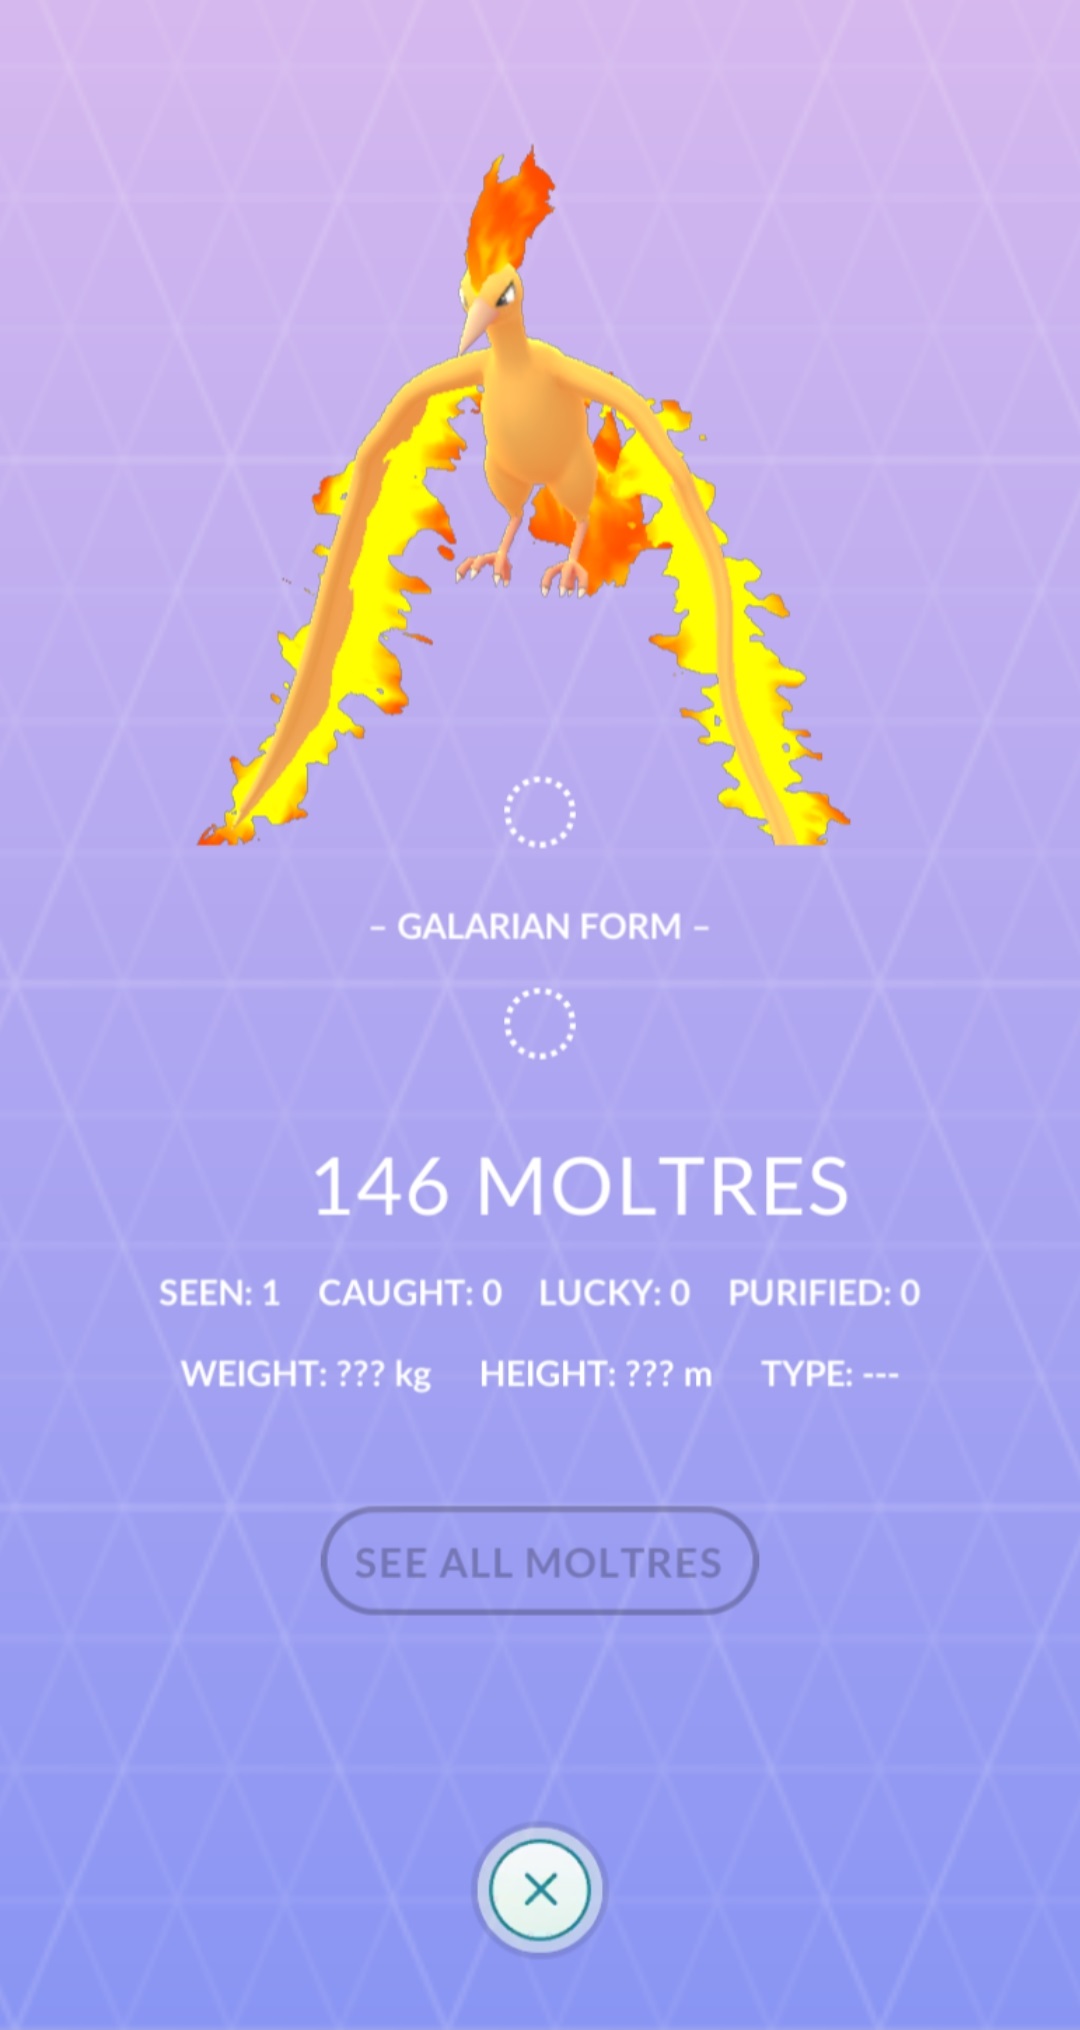 – GALARIAN FORM –
146 MOLTRES
SEEN: 1 CAUGHT: 0 LUCKY: 0 PURIFIED: 0
WEIGHT: ??? kg HEIGHT: ??? m TYPE: ---
SEE ALL MOLTRES